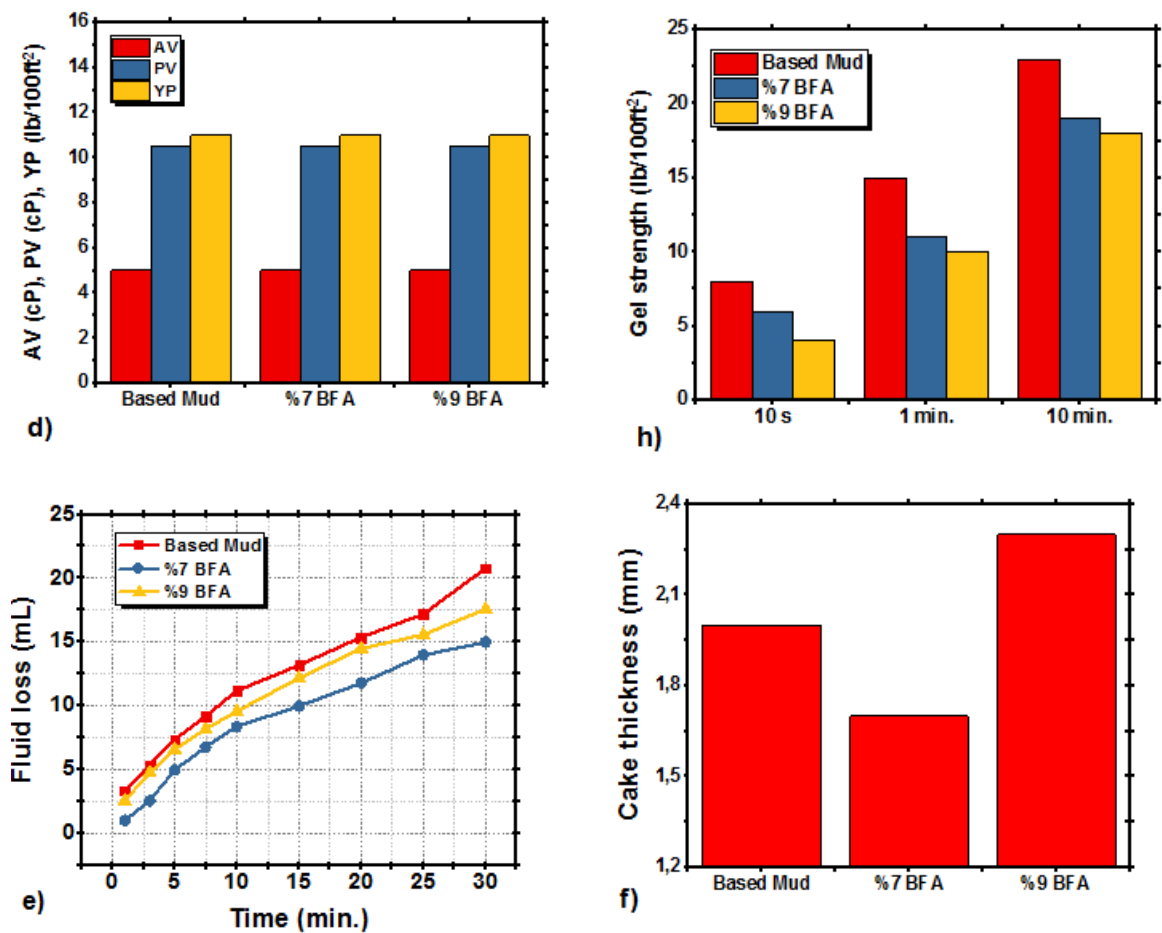 AV (cP), PV (cP), YP (lb/100ft²)
16
14
12
10
8
6
4
2
0
AV
PV
YP
Based Mud %7 BFA %9 BFA
d)
Gel strength (lb/100ft²)
25
20
15
10
5
0
Based Mud
%7 BFA
%9 BFA
10 s 1 min. 10 min.
h)
Fluid loss (mL)
25
20
15
10
5
0
Based Mud
%7 BFA
%9 BFA
0 5 10 15 20 25 30
Time (min.)
e)
Cake thickness (mm)
2,4
2,1
1,8
1,5
1,2
Based Mud %7 BFA %9 BFA
f)